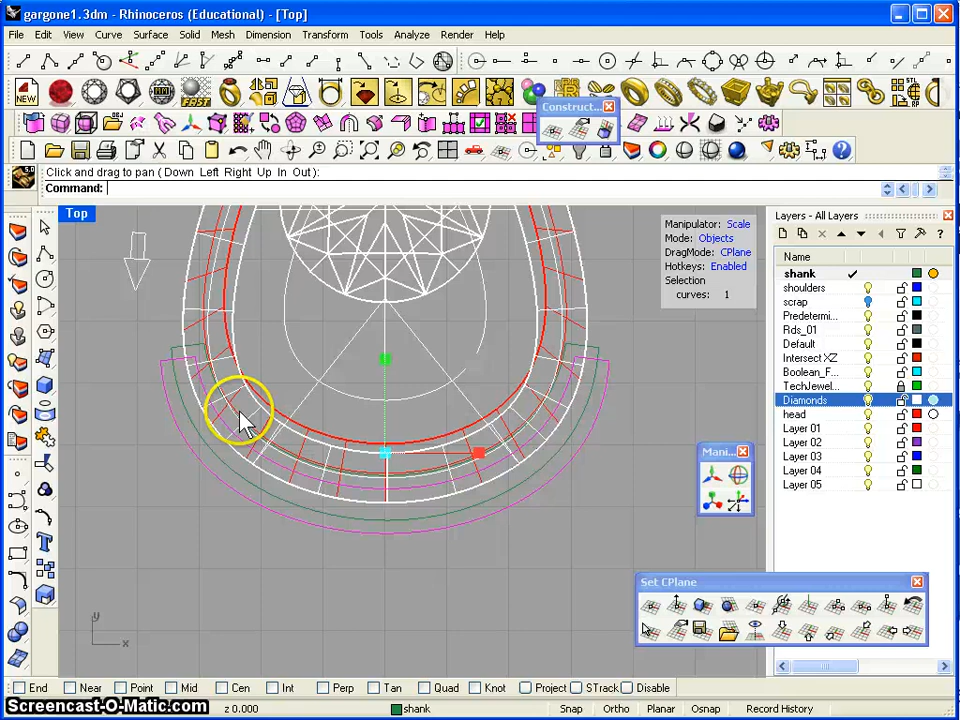 gargone1.3dm - Rhinoceros (Educational) - [Top]
File Edit View Curve Surface Solid Mesh Dimension Transform Tools Analyze Render Help
NEW
FAST
Construct...
Click and drag to pan ( Down Left Right Up In Out ):
Command:
5.0
Top
Manipulator: Scale
Mode: Objects
DragMode: CPlane
Hotkeys: Enabled
Selection
curves: 1
Layers - All Layers
Name
shank
shoulders
scrap
Predetermi...
Rds_01
Default
Intersect XZ
Boolean_F...
TechJewel...
Diamonds
head
Layer 01
Layer 02
Layer 03
Layer 04
Layer 05
Mani...
Set CPlane
y
x
End Near Point Mid Cen Int Perp Tan Quad Knot Project STrack Disable
Screencast-O-Matic.com
z 0.000 shank Snap Ortho Planar Osnap Record History